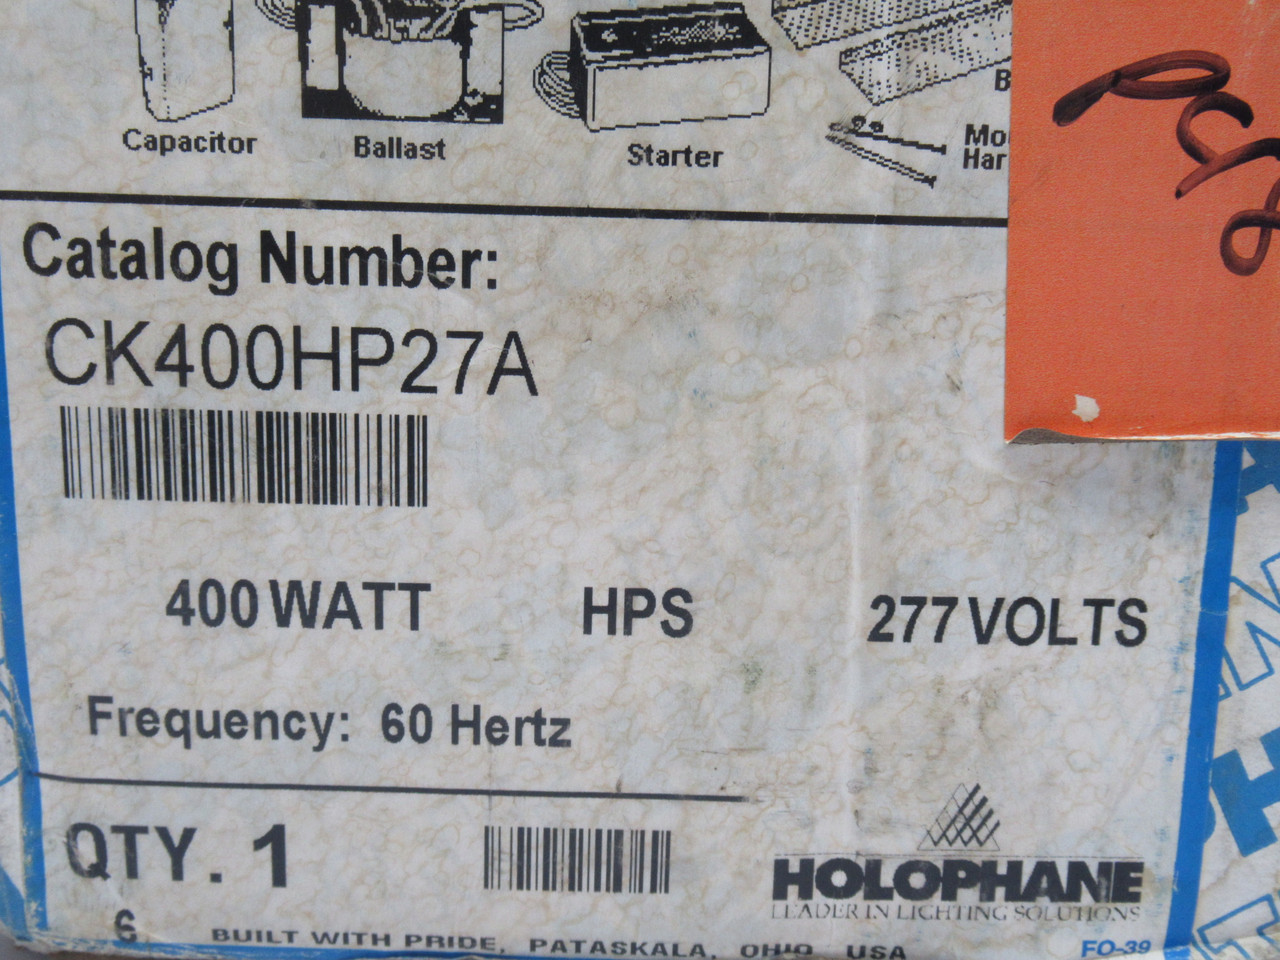 Capacitor Ballast Starter
Catalog Number:
CK400HP27A
400 WATT HPS 277 VOLTS
Frequency: 60 Hertz
QTY. 1
HOLOPHANE
LEADER IN LIGHTING SOLUTIONS
6
BUILT WITH PRIDE, PATASKALA, OHIO USA
FO-39